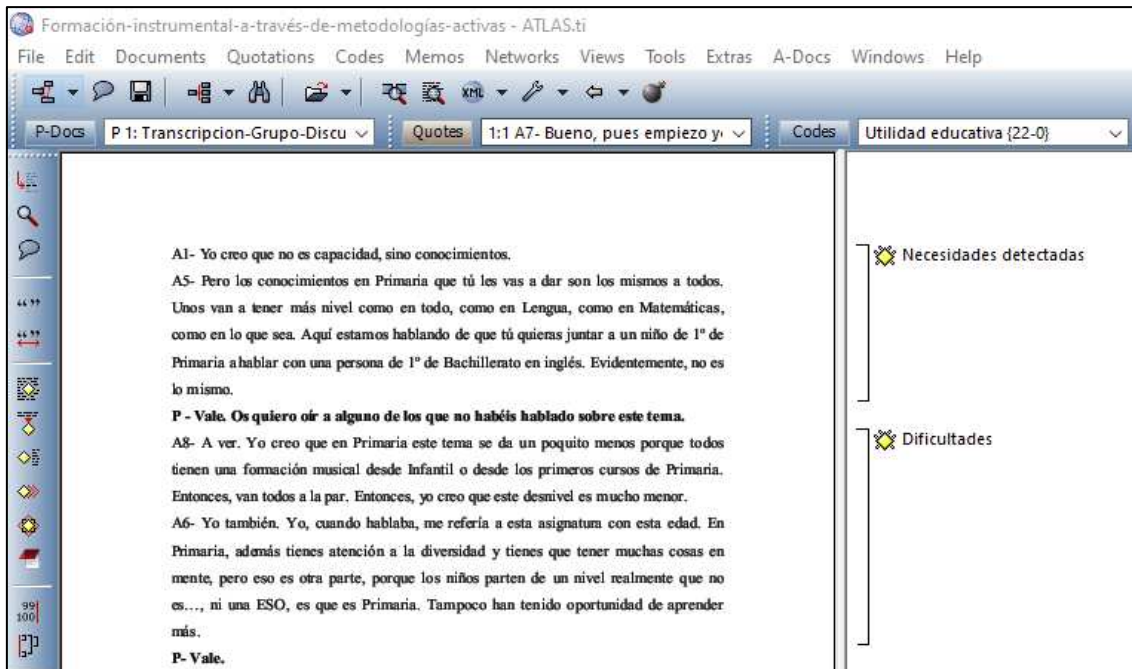 Formación-instrumental-a-través-de-metodologías-activas - ATLAS.ti
File Edit Documents Quotations Codes Memos Networks Views Tools Extras A-Docs Windows Help
XML
P-Docs P 1: Transcripcion-Grupo-Discu Quotes 1:1 A7- Bueno, pues empiezo y Codes Utilidad educativa {22-0}
A1- Yo creo que no es capacidad, sino conocimientos.
Necesidades detectadas
A5- Pero los conocimientos en Primaria que tú les vas a dar son los mismos a todos.
Unos van a tener más nivel como en todo, como en Lengua, como en Matemáticas,
como en lo que sea. Aquí estamos hablando de que tú quieras juntar a un niño de 1º de
Primaria a hablar con una persona de 1º de Bachillerato en inglés. Evidentemente, no es
lo mismo.
P - Vale. Os quiero oír a alguno de los que no habéis hablado sobre este tema.
A8- A ver. Yo creo que en Primaria este tema se da un poquito menos porque todos
Dificultades
tienen una formación musical desde Infantil o desde los primeros cursos de Primaria.
Entonces, van todos a la par. Entonces, yo creo que este desnivel es mucho menor.
A6- Yo también. Yo, cuando hablaba, me refería a esta asignatura con esta edad. En
Primaria, además tienes atención a la diversidad y tienes que tener muchas cosas en
mente, pero eso es otra parte, porque los niños parten de un nivel realmente que no
es..., ni una ESO, es que es Primaria. Tampoco han tenido oportunidad de aprender
más.
P- Vale.
99
100